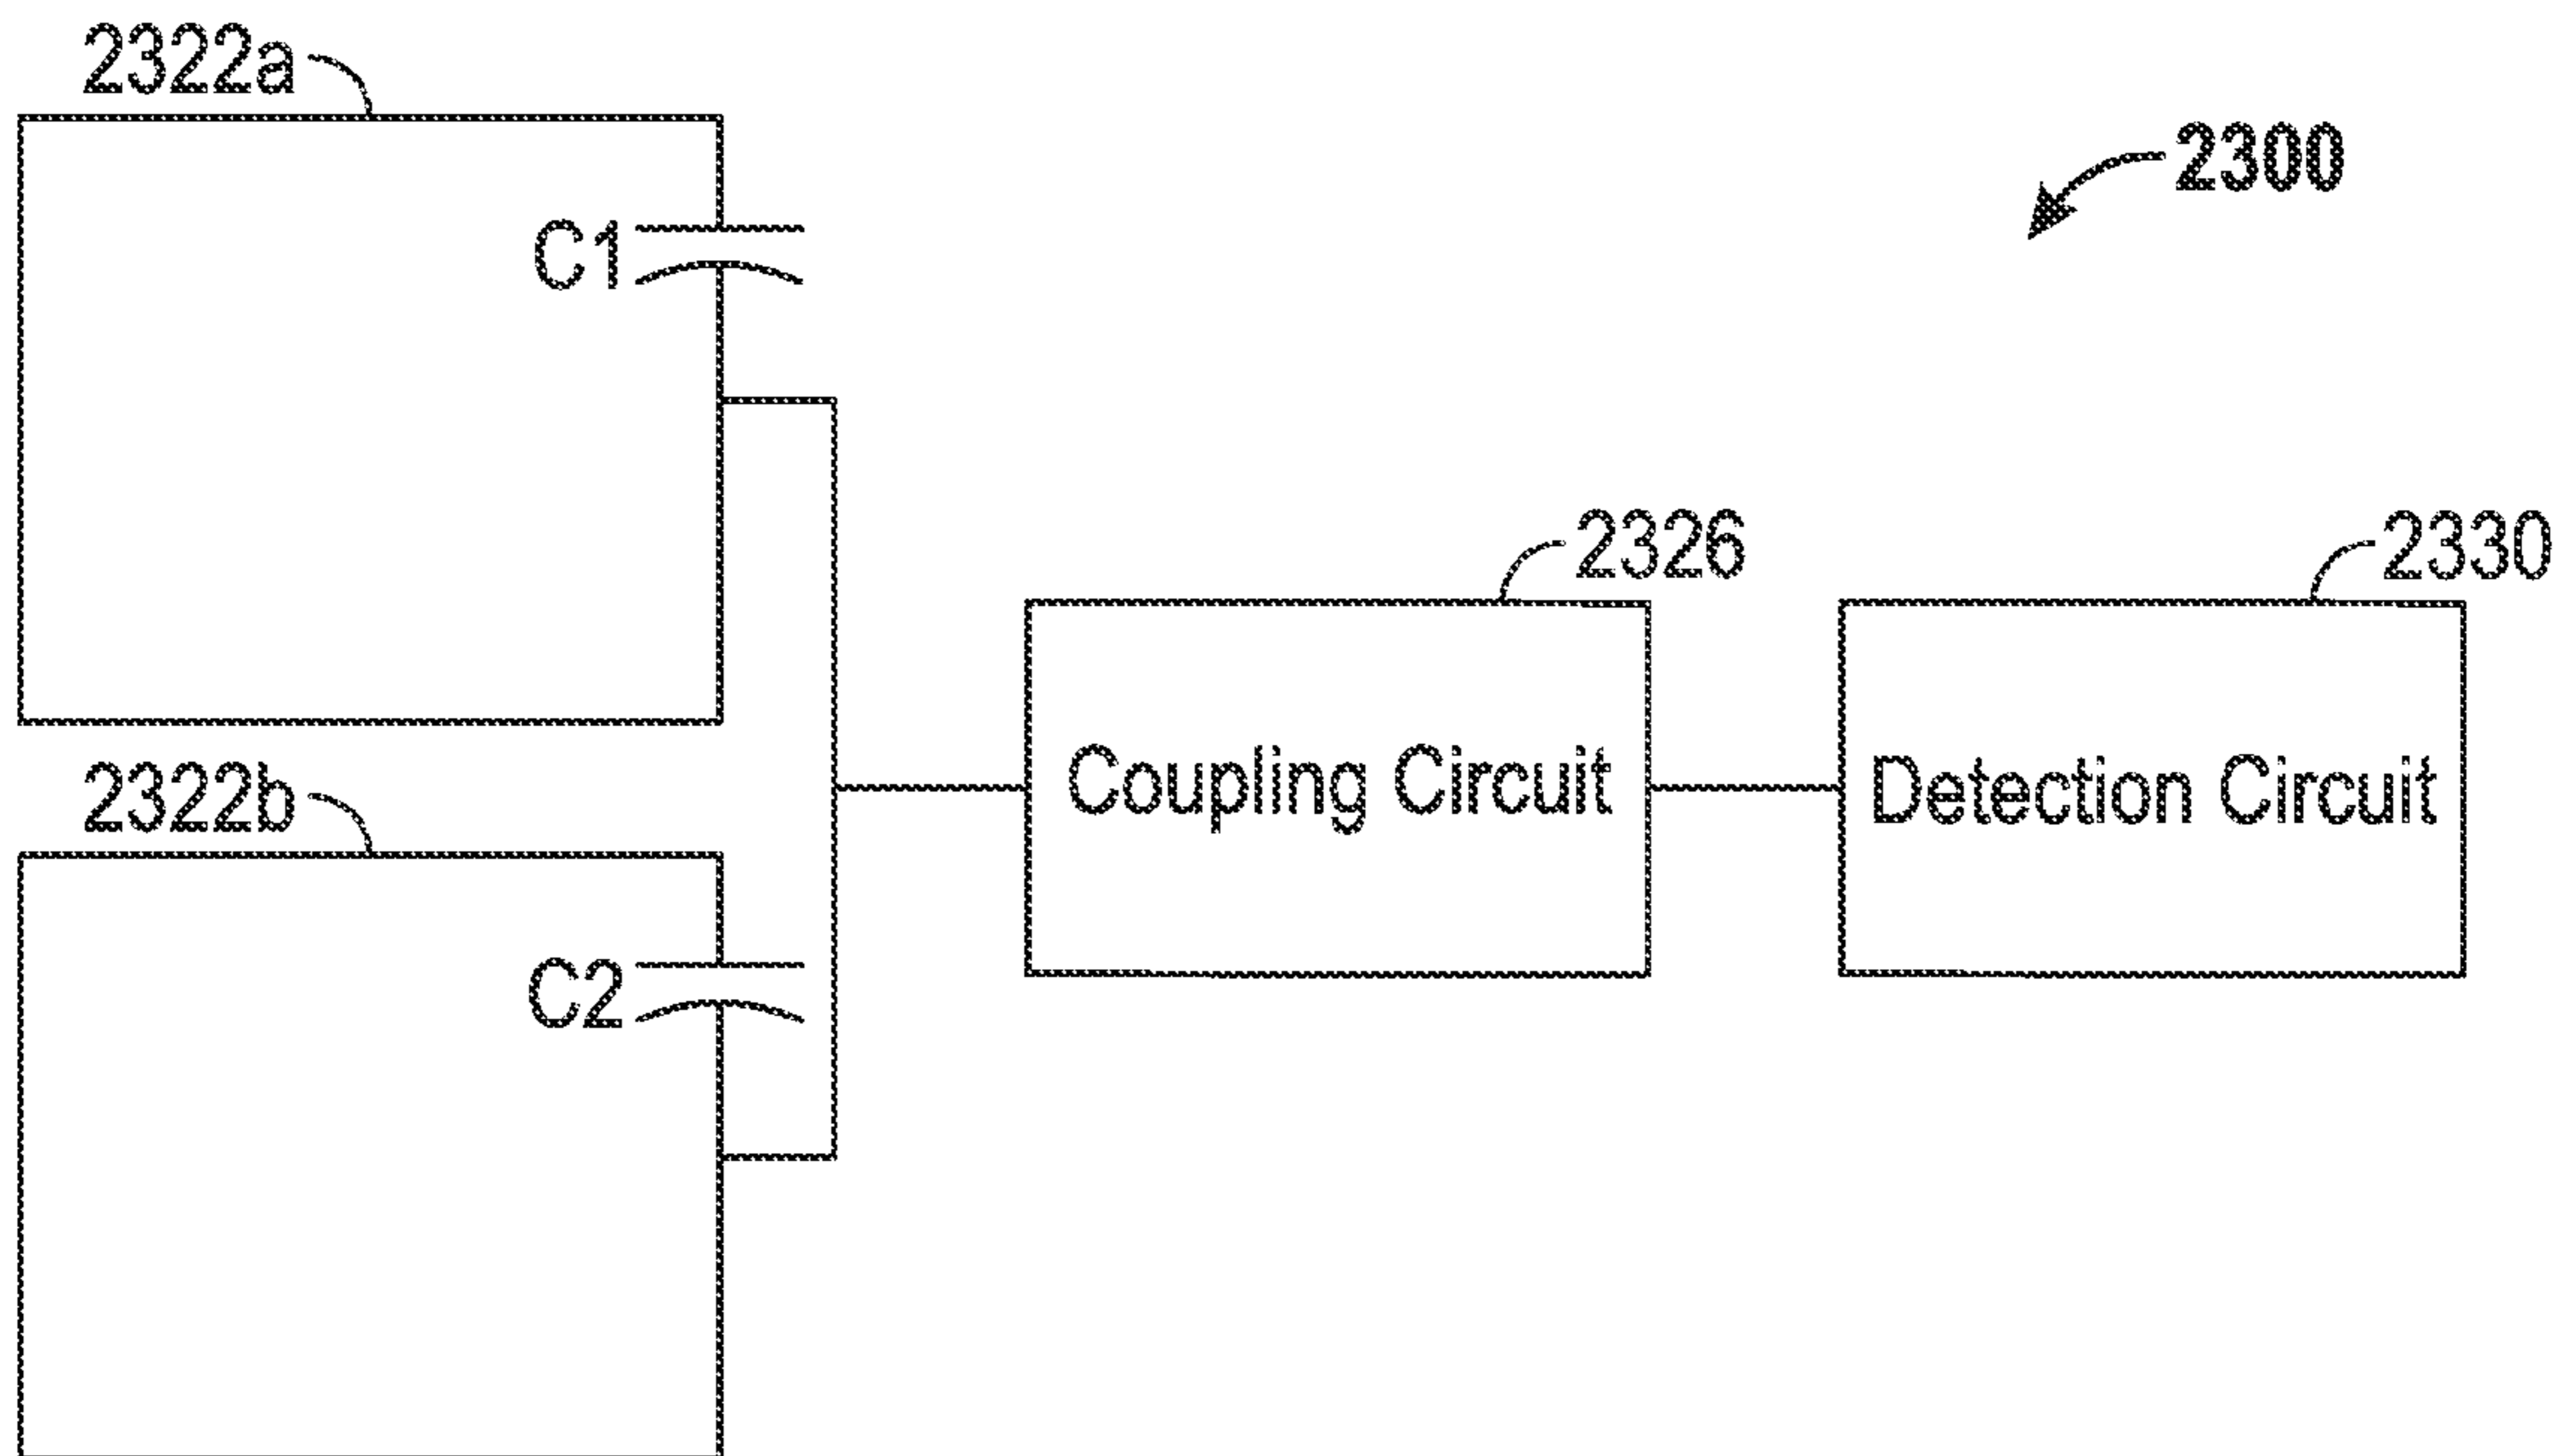 2322a
2300
C1
2326
2330
Coupling Circuit
Detection Circuit
2322b
C2